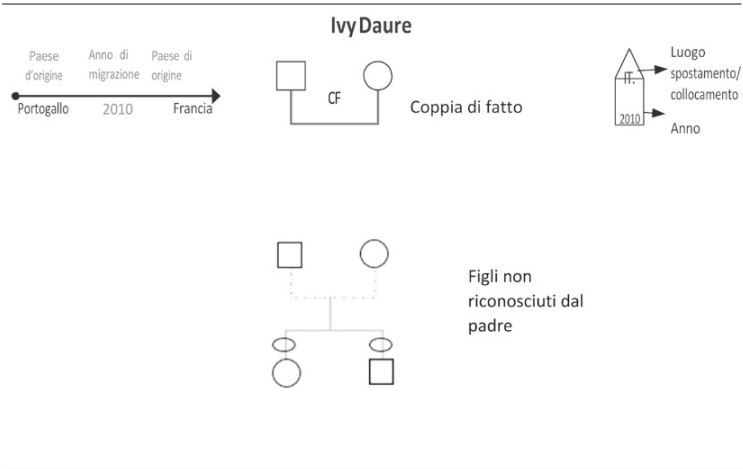 Ivy Daure
Paese
d'origine
Anno di
migrazione
Paese di
origine
Portogallo
2010
Francia
CF
Coppia di fatto
IT.
2010
Luogo
spostamento/
collocamento
Anno
Figli non
riconosciuti dal
padre